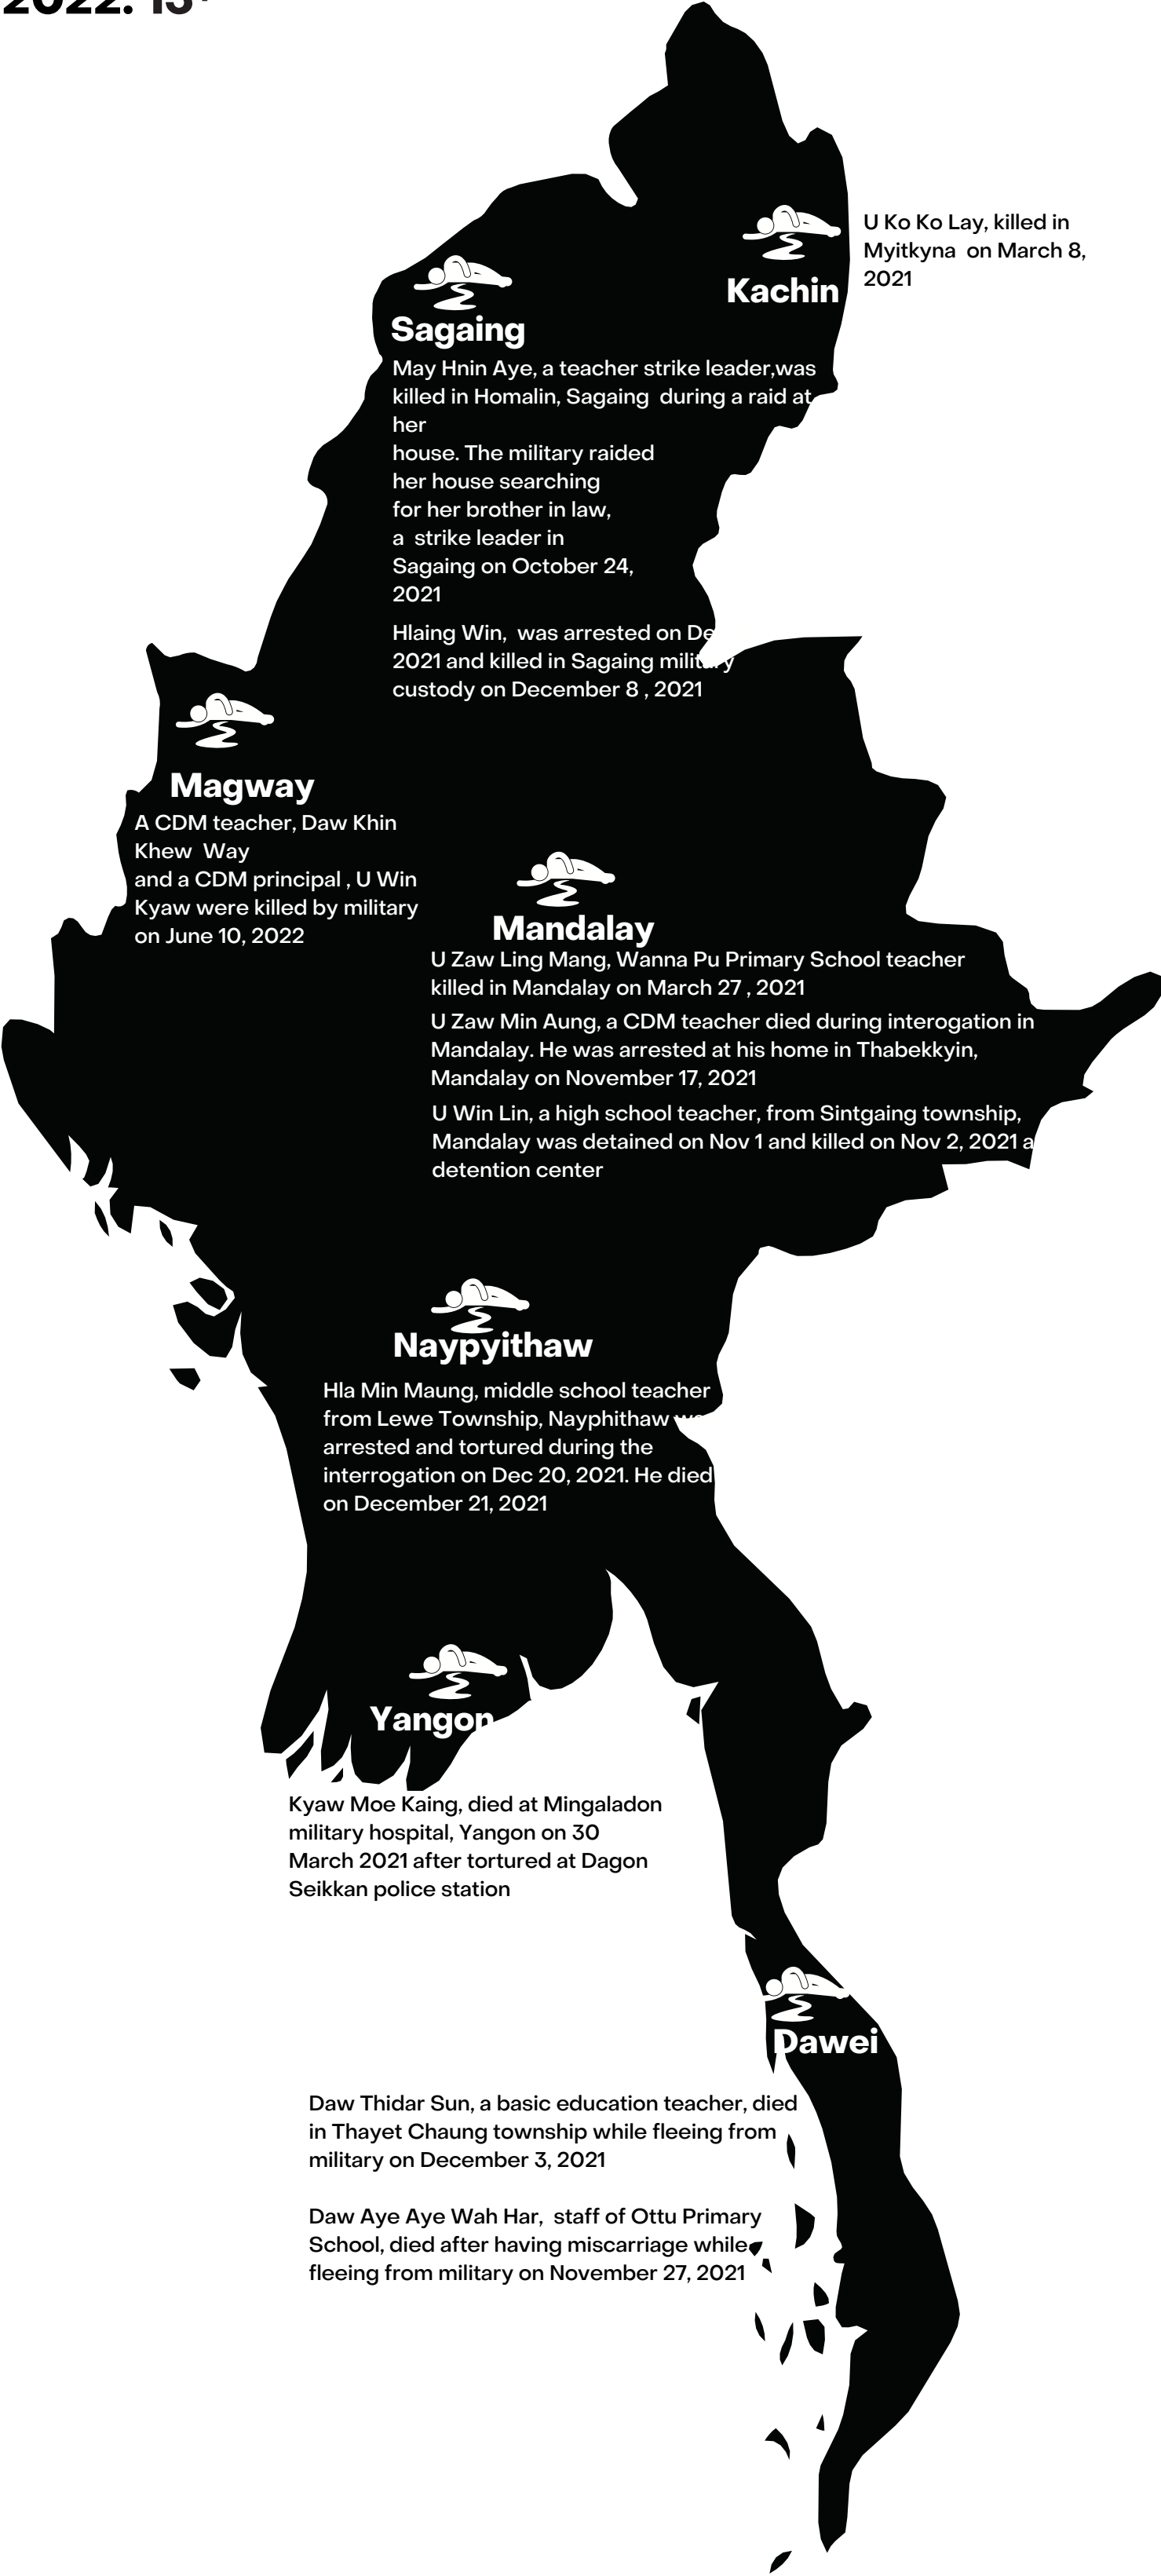 2022: 13+
U Ko Ko Lay, killed in
Myitkyna on March 8,
2021
Kachin
Sagaing
May Hnin Aye, a teacher strike leader,was
killed in Homalin, Sagaing during a raid at
her
house. The military raided
her house searching
for her brother in law,
a strike leader in
Sagaing on October 24,
2021
Hlaing Win, was arrested on
2021 and killed in Sagaing military
custody on December 8 , 2021
Magway
A CDM teacher, Daw Khin
Khew Way
and a CDM principal , U Win
Kyaw were killed by military
on June 10, 2022
Mandalay
U Zaw Ling Mang, Wanna Pu Primary School teacher
killed in Mandalay on March 27 , 2021
U Zaw Min Aung, a CDM teacher died during interogation in
Mandalay. He was arrested at his home in Thabekkyin,
Mandalay on November 17, 2021
U Win Lin, a high school teacher, from Sintgaing township,
Mandalay was detained on Nov 1 and killed on Nov 2, 2021 a
detention center
Naypyithaw
Hla Min Maung, middle school teacher
from Lewe Township, Nayphithaw
arrested and tortured during the
interrogation on Dec 20, 2021. He died
on December 21, 2021
Yangon
Kyaw Moe Kaing, died at Mingaladon
military hospital, Yangon on 30
March 2021 after tortured at Dagon
Seikkan police station
Dawei
Daw Thidar Sun, a basic education teacher, died
in Thayet Chaung township while fleeing from
military on December 3, 2021
Daw Aye Aye Wah Har, staff of Ottu Primary
School, died after having miscarriage while
fleeing from military on November 27, 2021